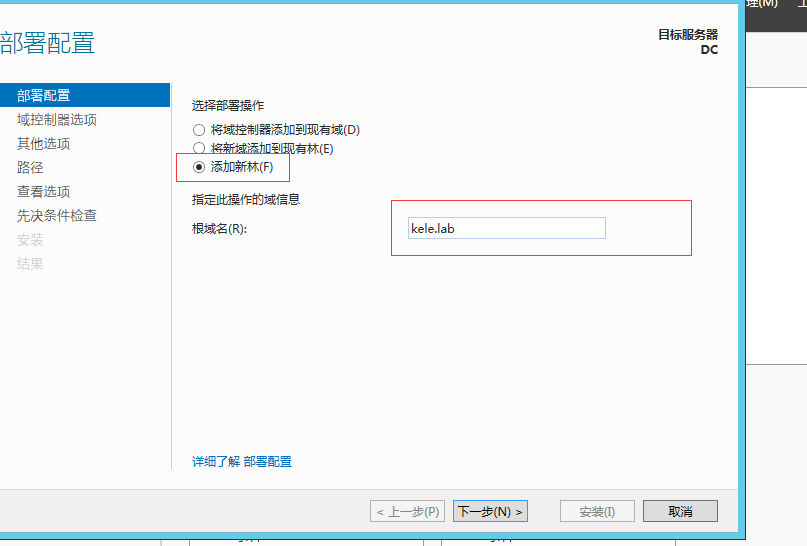 理(M)
部署配置
目标服务器
DC
部署配置
域控制器选项
其他选项
路径
查看选项
先决条件检查
安装
结果
选择部署操作
将域控制器添加到现有域(D)
将新域添加到现有林(E)
添加新林(F)
指定此操作的域信息
根域名(R):
kele.lab
详细了解 部署配置
< 上一步(P)
下一步(N) >
安装(I)
取消